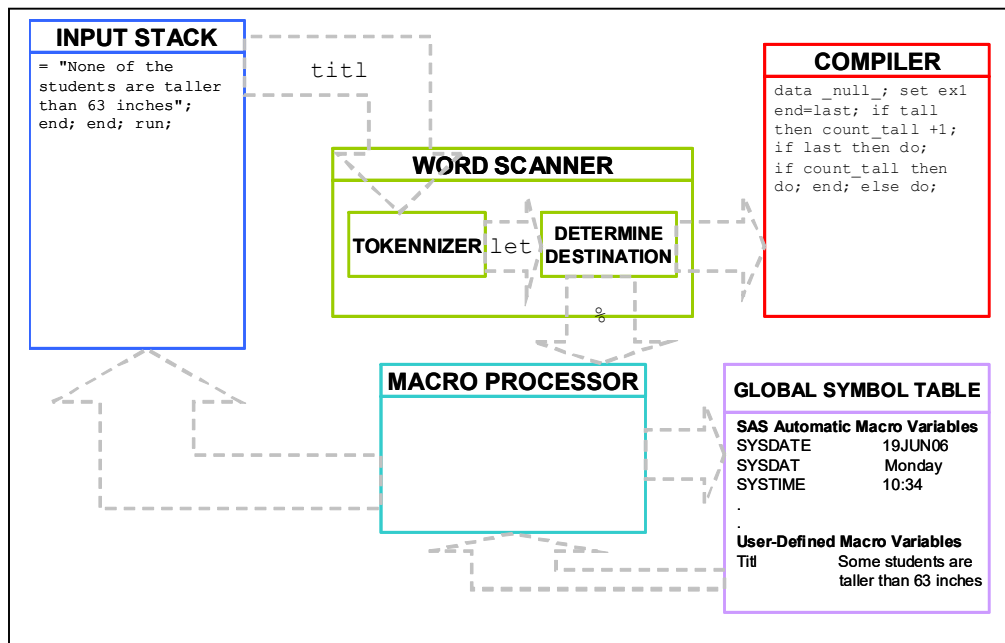 INPUT STACK
= "None of the
students are taller
than 63 inches";
end; end; run;
titl
WORD SCANNER
TOKENNIZER
let
DETERMINE
DESTINATION
%
COMPILER
data _null_; set ex1
end=last; if tall
then count_tall +1;
if last then do;
if count_tall then
do; end; else do;
MACRO PROCESSOR
GLOBAL SYMBOL TABLE
SAS Automatic Macro Variables
SYSDATE 19JUN06
SYSDAT Monday
SYSTIME 10:34
.
.
User-Defined Macro Variables
Titl Some students are
taller than 63 inches